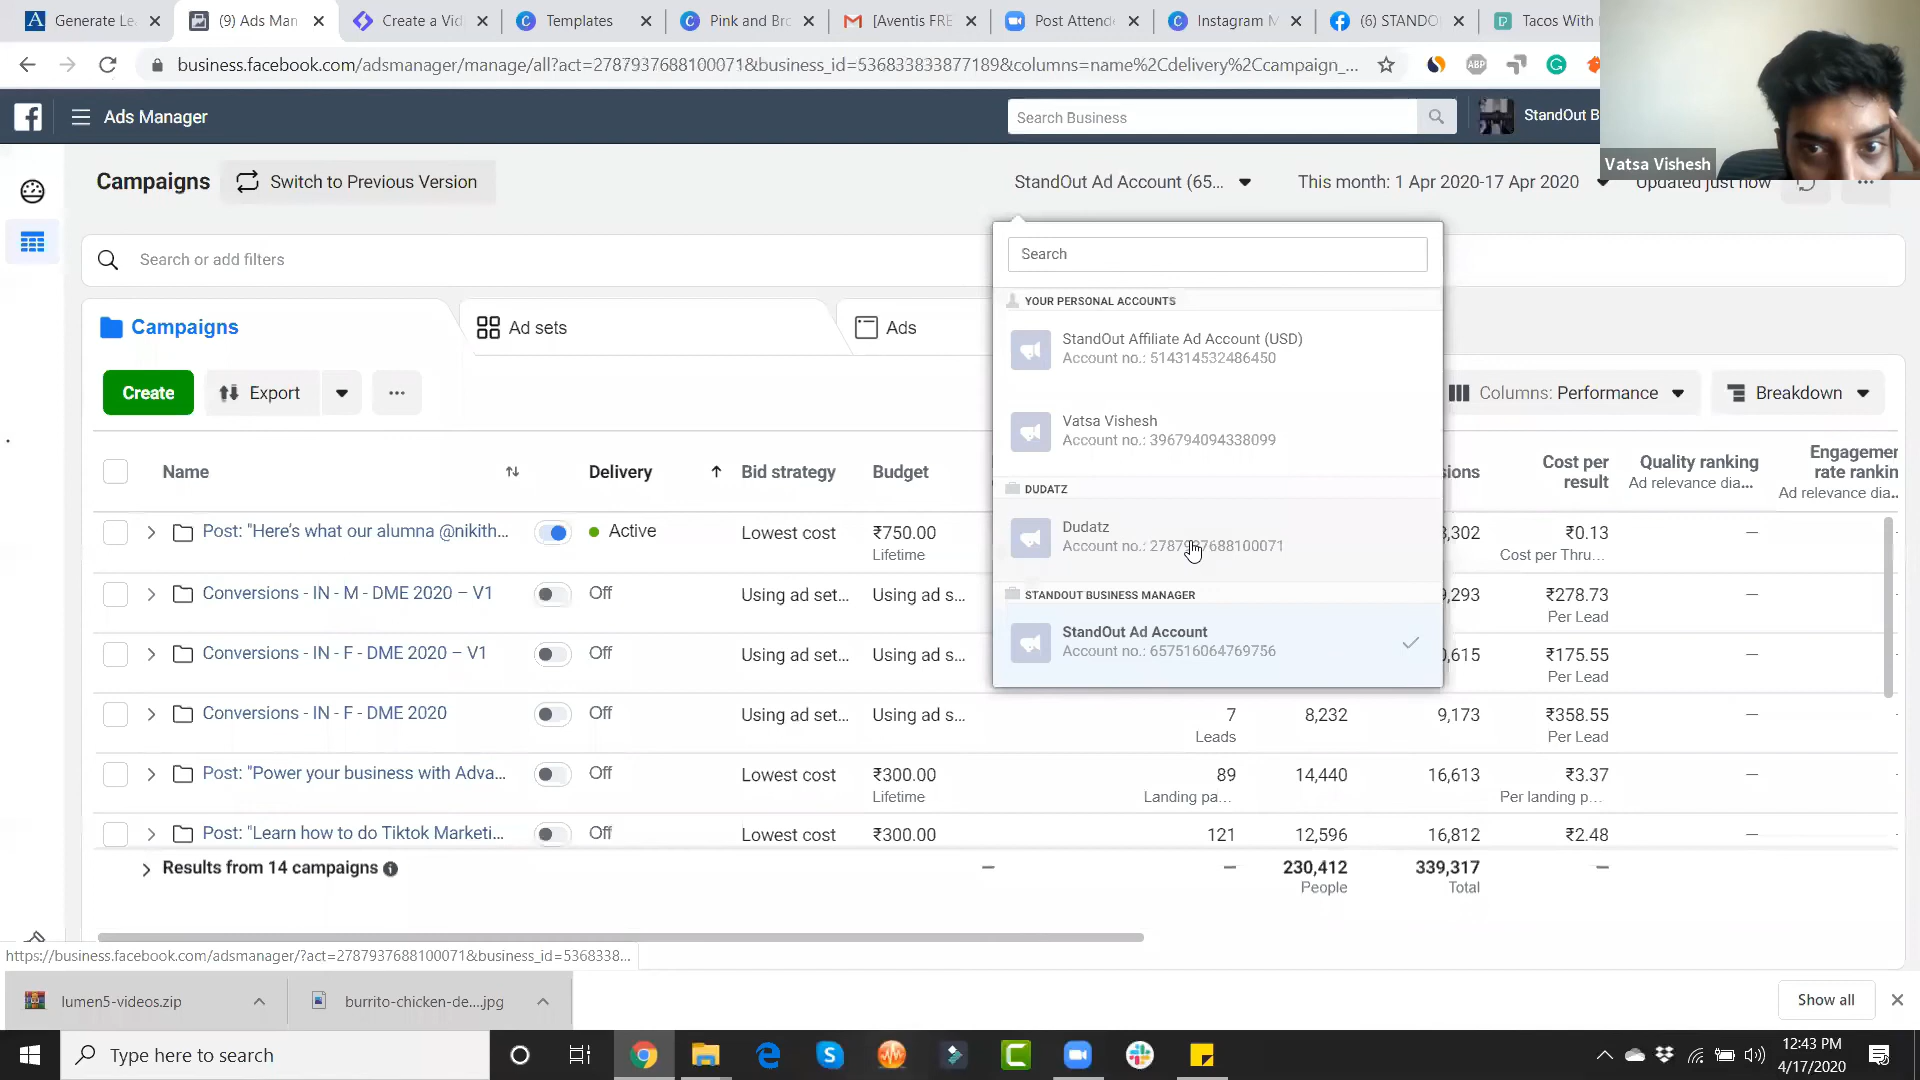 Generate Le
(9) Ads Man
Create a Vid
Templates
Pink and Bro
[Aventis FRE
Post Attende
Instagram M
(6) STANDO
Tacos With
business.facebook.com/adsmanager/manage/all?act=2787937688100071&business_id=536833833877189&columns=name%2Cdelivery%2Ccampaign_...
ABP
Ads Manager
Search Business
StandOut B
Vatsa Vishesh
Campaigns
Switch to Previous Version
StandOut Ad Account (65...
This month: 1 Apr 2020-17 Apr 2020
Updated just now
Search or add filters
Search
YOUR PERSONAL ACCOUNTS
StandOut Affiliate Ad Account (USD)
Account no.: 514314532486450
Vatsa Vishesh
Account no.: 396794094338099
DUDATZ
Dudatz
Account no.: 2787937688100071
STANDOUT BUSINESS MANAGER
StandOut Ad Account
Account no.: 657516064769756
Campaigns
Ad sets
Ads
Create
Export
Columns: Performance
Breakdown
Name
Delivery
Bid strategy
Budget
sions
Cost per result
Quality ranking
Ad relevance dia...
Engagemen
rate rankin
Ad relevance dia..
Post: "Here's what our alumna @nikith...
Active
Lowest cost
₹750.00
Lifetime
3,302
₹0.13
Cost per Thru...
—
Conversions - IN - M - DME 2020 – V1
Off
Using ad set...
Using ad s...
9,293
₹278.73
Per Lead
—
Conversions - IN - F - DME 2020 – V1
Off
Using ad set...
Using ad s...
0,615
₹175.55
Per Lead
—
Conversions - IN - F - DME 2020
Off
Using ad set...
Using ad s...
7
Leads
8,232
9,173
₹358.55
Per Lead
—
Post: "Power your business with Adva...
Off
Lowest cost
₹300.00
Lifetime
89
Landing pa...
14,440
16,613
₹3.37
Per landing p...
—
Post: "Learn how to do Tiktok Marketi...
Off
Lowest cost
₹300.00
121
12,596
16,812
₹2.48
—
Results from 14 campaigns
—
—
230,412
People
339,317
Total
—
https://business.facebook.com/adsmanager/?act=2787937688100071&business_id=5368338...
lumen5-videos.zip
burrito-chicken-de....jpg
Show all
Type here to search
12:43 PM
4/17/2020